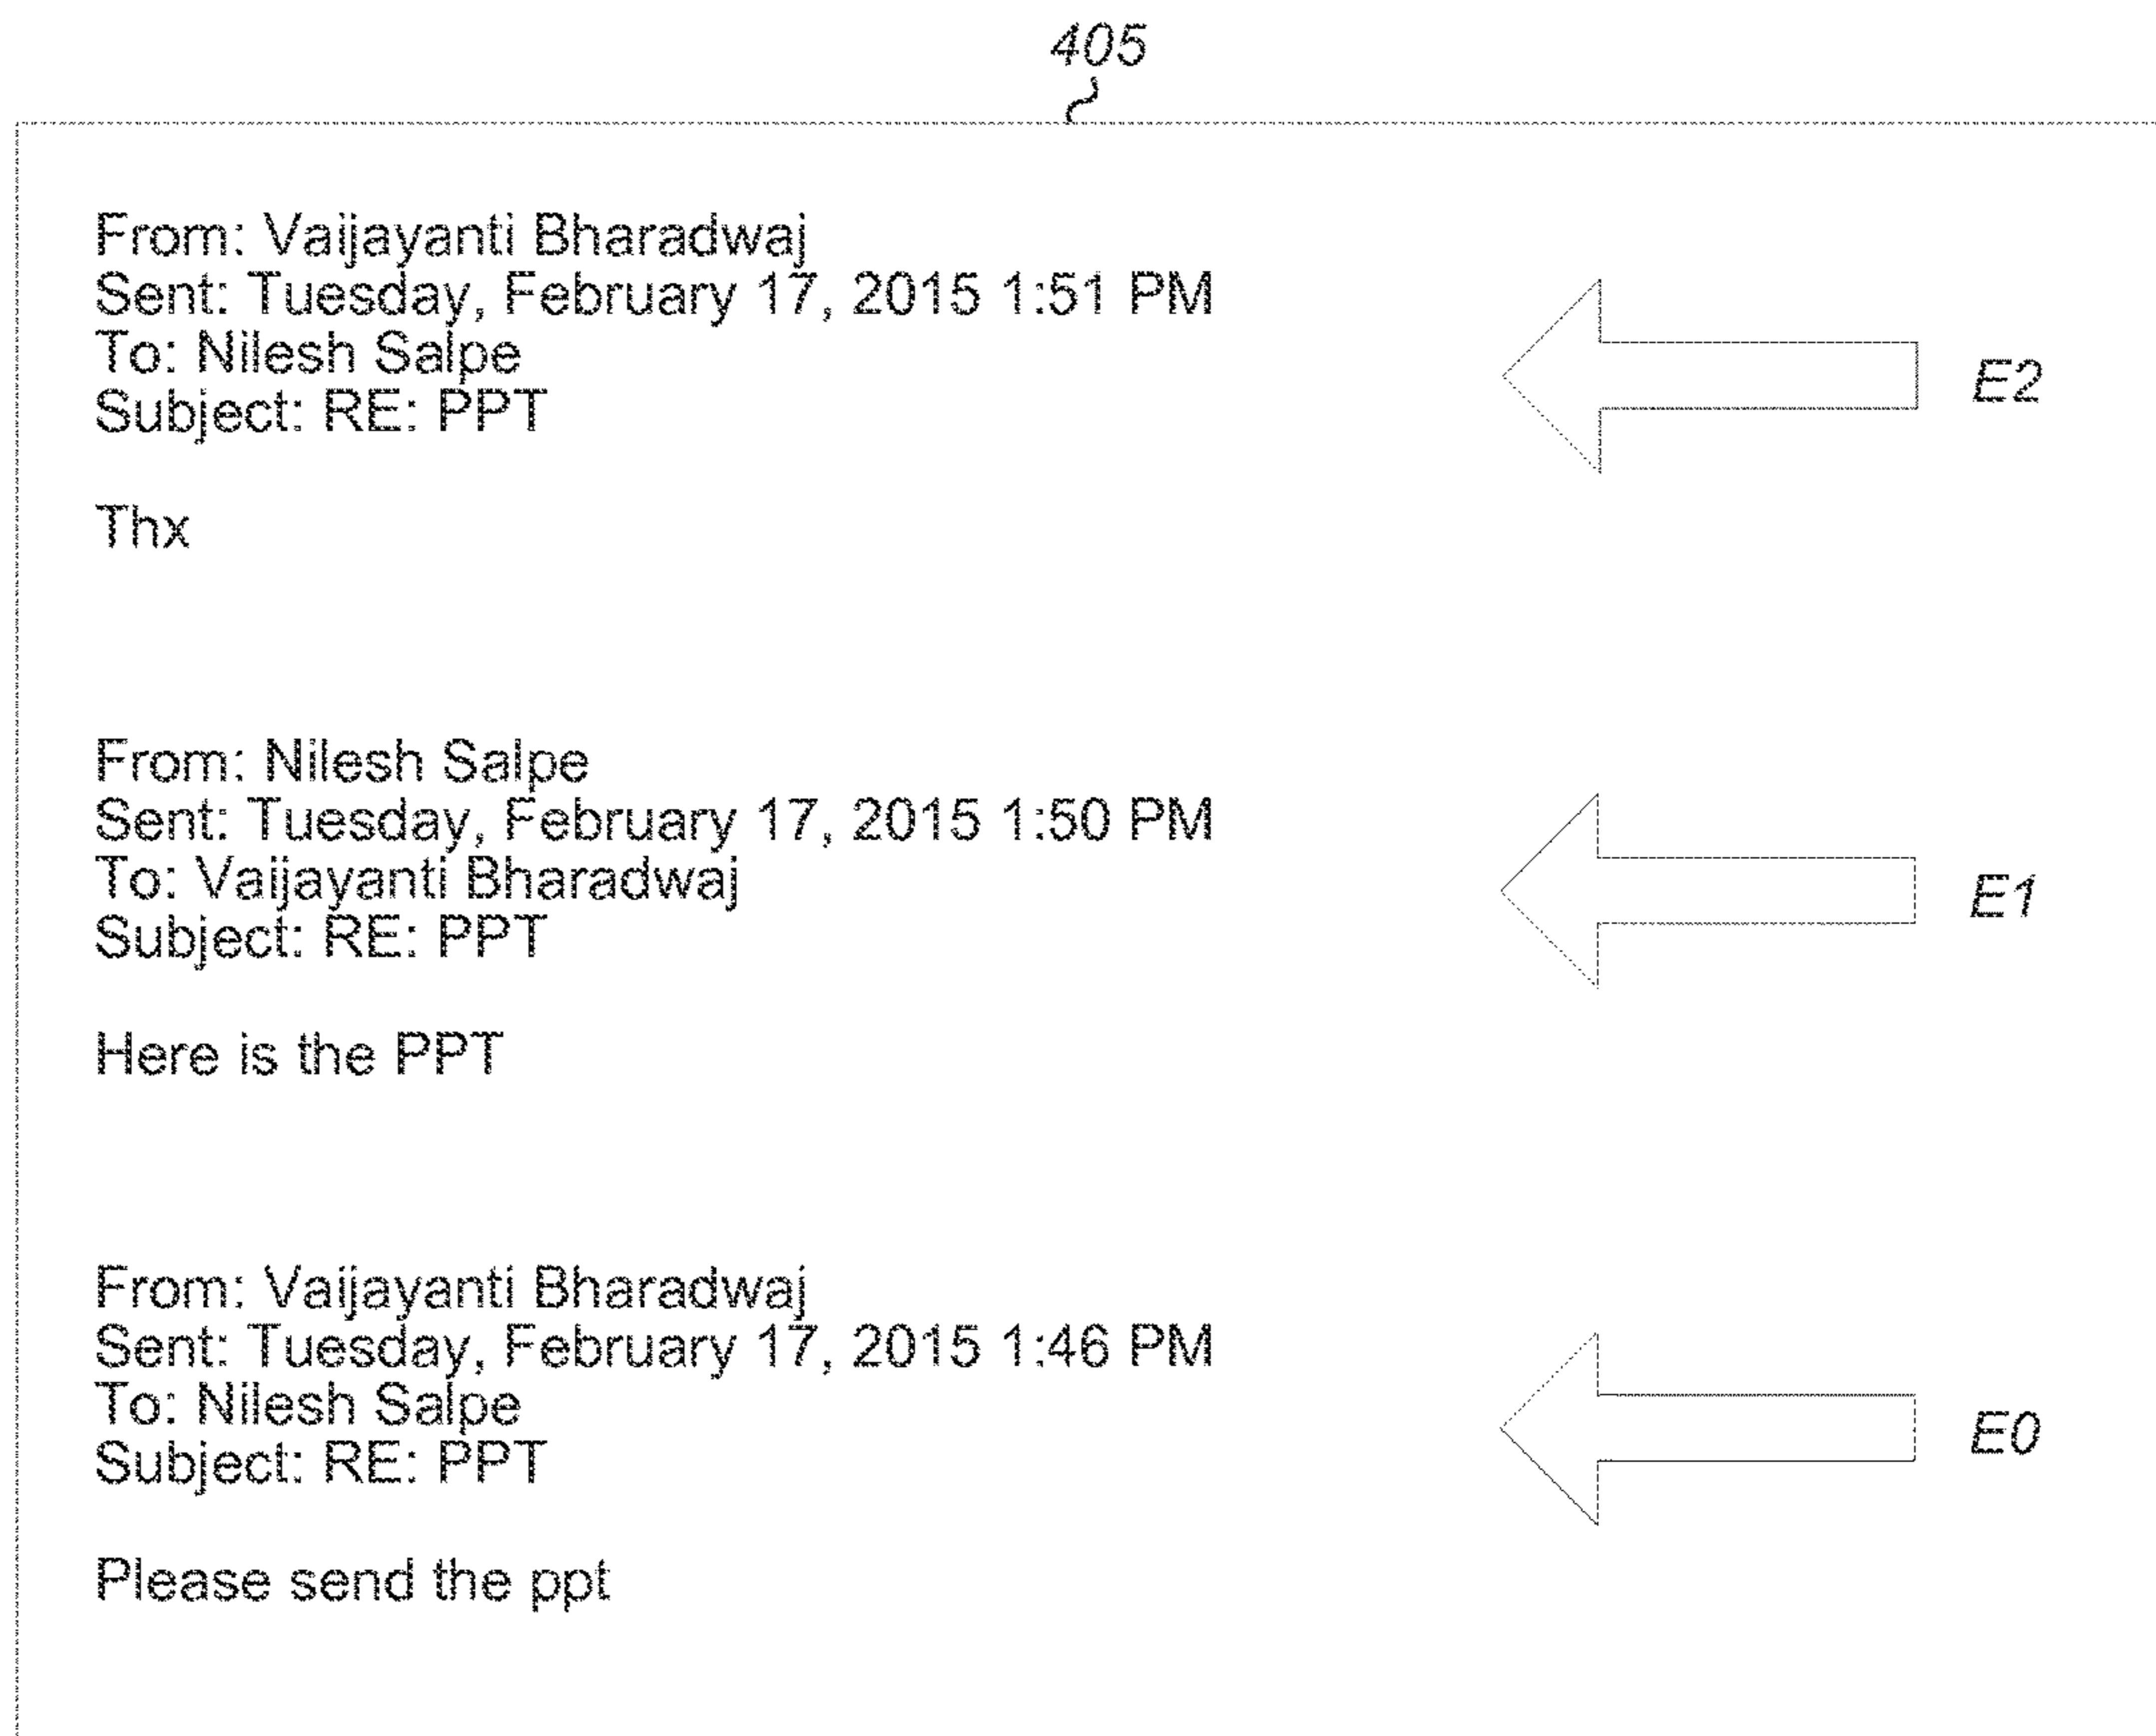 405
From: Vaijayanti Bharadwaj
Sent: Tuesday, February 17, 2015 1:51 PM
To: Nilesh Salpe
Subject: RE: PPT
E2
Thx
From: Nilesh Salpe
Sent: Tuesday, February 17, 2015 1:50 PM
To: Vaijayanti Bharadwaj
Subject: RE: PPT
E1
Here is the PPT
From: Vaijayanti Bharadwaj
Sent: Tuesday, February 17, 2015 1:46 PM
To: Nilesh Salpe
Subject: RE: PPT
E0
Please send the ppt